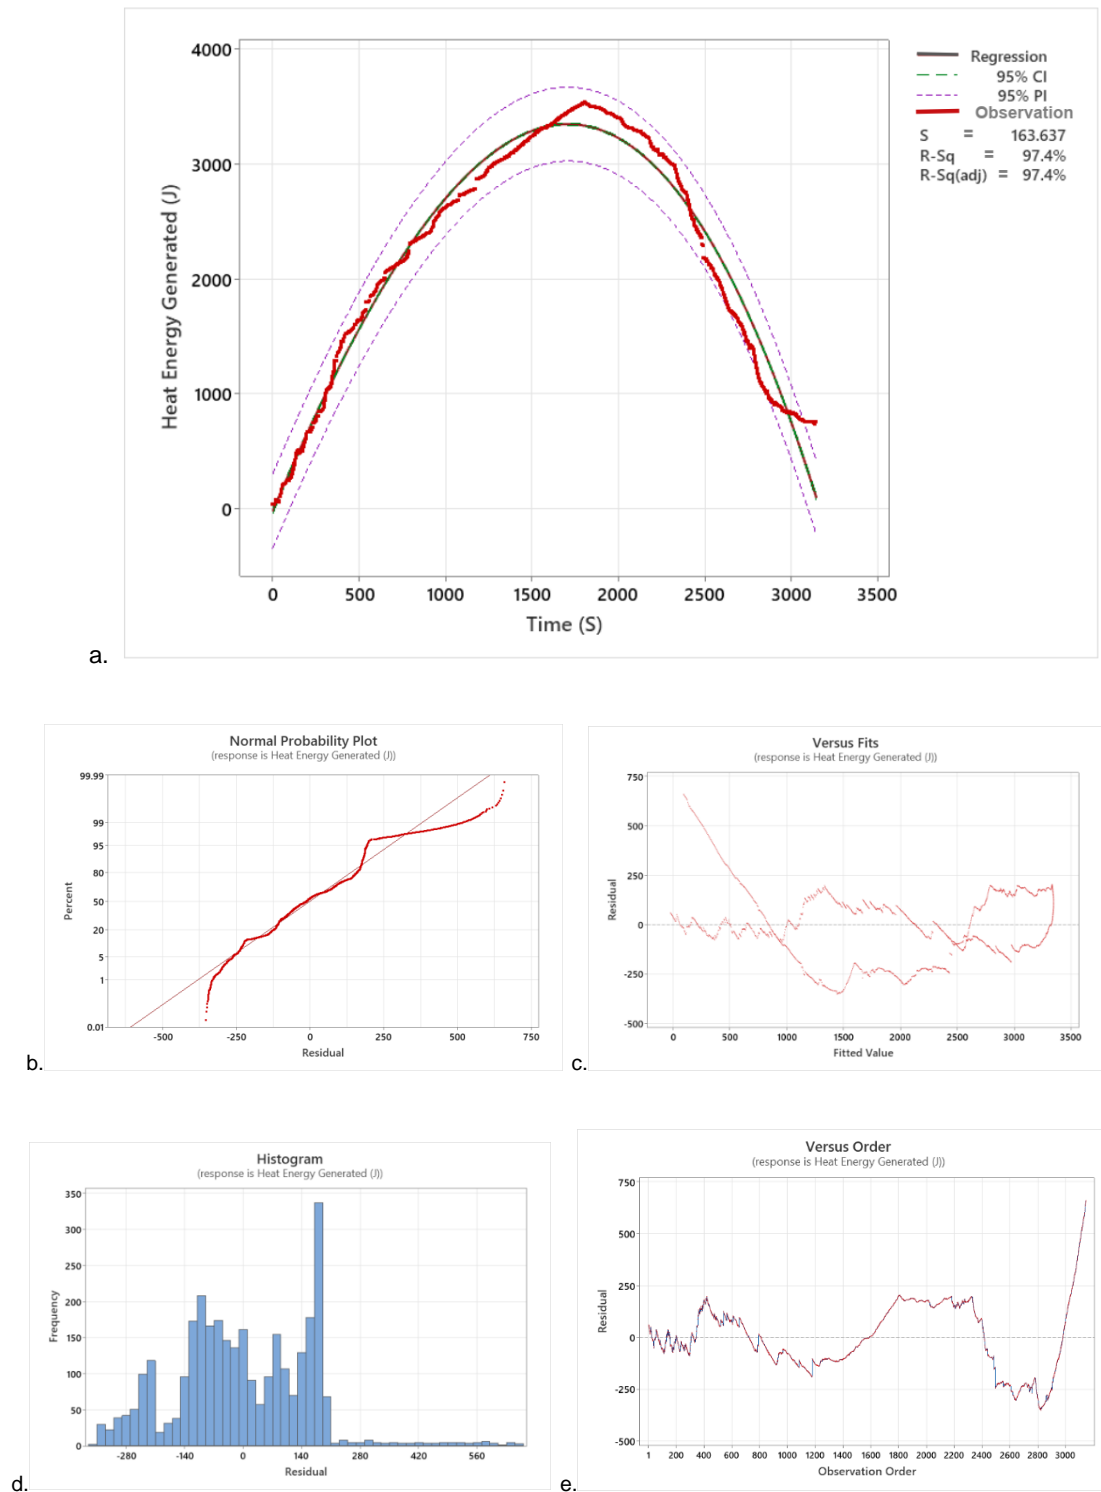 4000
3000
2000
1000
0
Heat Energy Generated (J)
0 500 1000 1500 2000 2500 3000 3500
Time (S)
Regression
95% CI
95% PI
Observation
S = 163.637
R-Sq = 97.4%
R-Sq(adj) = 97.4%
a.
Normal Probability Plot
(response is Heat Energy Generated (J))
99.99
99
95
80
50
20
5
1
0.01
Percent
-500 -250 0 250 500 750
Residual
b.
Versus Fits
(response is Heat Energy Generated (J))
750
500
250
0
-250
-500
Residual
0 500 1000 1500 2000 2500 3000 3500
Fitted Value
c.
Histogram
(response is Heat Energy Generated (J))
350
300
250
200
150
100
50
0
Frequency
-280 -140 0 140 280 420 560
Residual
d.
Versus Order
(response is Heat Energy Generated (J))
750
500
250
0
-250
-500
Residual
1 200 400 600 800 1000 1200 1400 1600 1800 2000 2200 2400 2600 2800 3000
Observation Order
e.